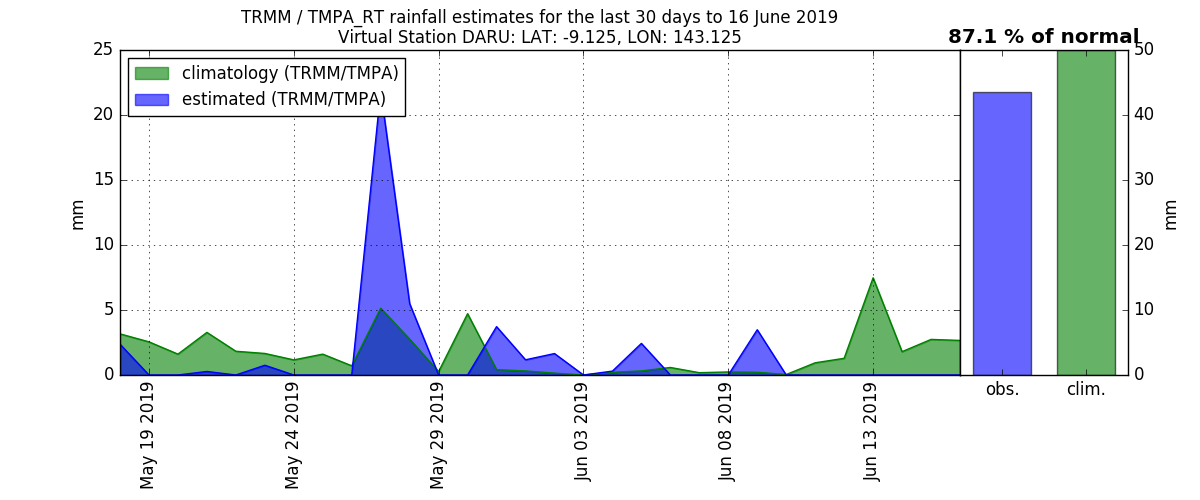 TRMM / TMPA_RT rainfall estimates for the last 30 days to 16 June 2019
Virtual Station DARU: LAT: -9.125, LON: 143.125
87.1 % of normal
climatology (TRMM/TMPA)
estimated (TRMM/TMPA)
25
20
15
10
5
0
mm
May 19 2019
May 24 2019
May 29 2019
Jun 03 2019
Jun 08 2019
Jun 13 2019
obs.
clim.
50
40
30
20
10
0
mm